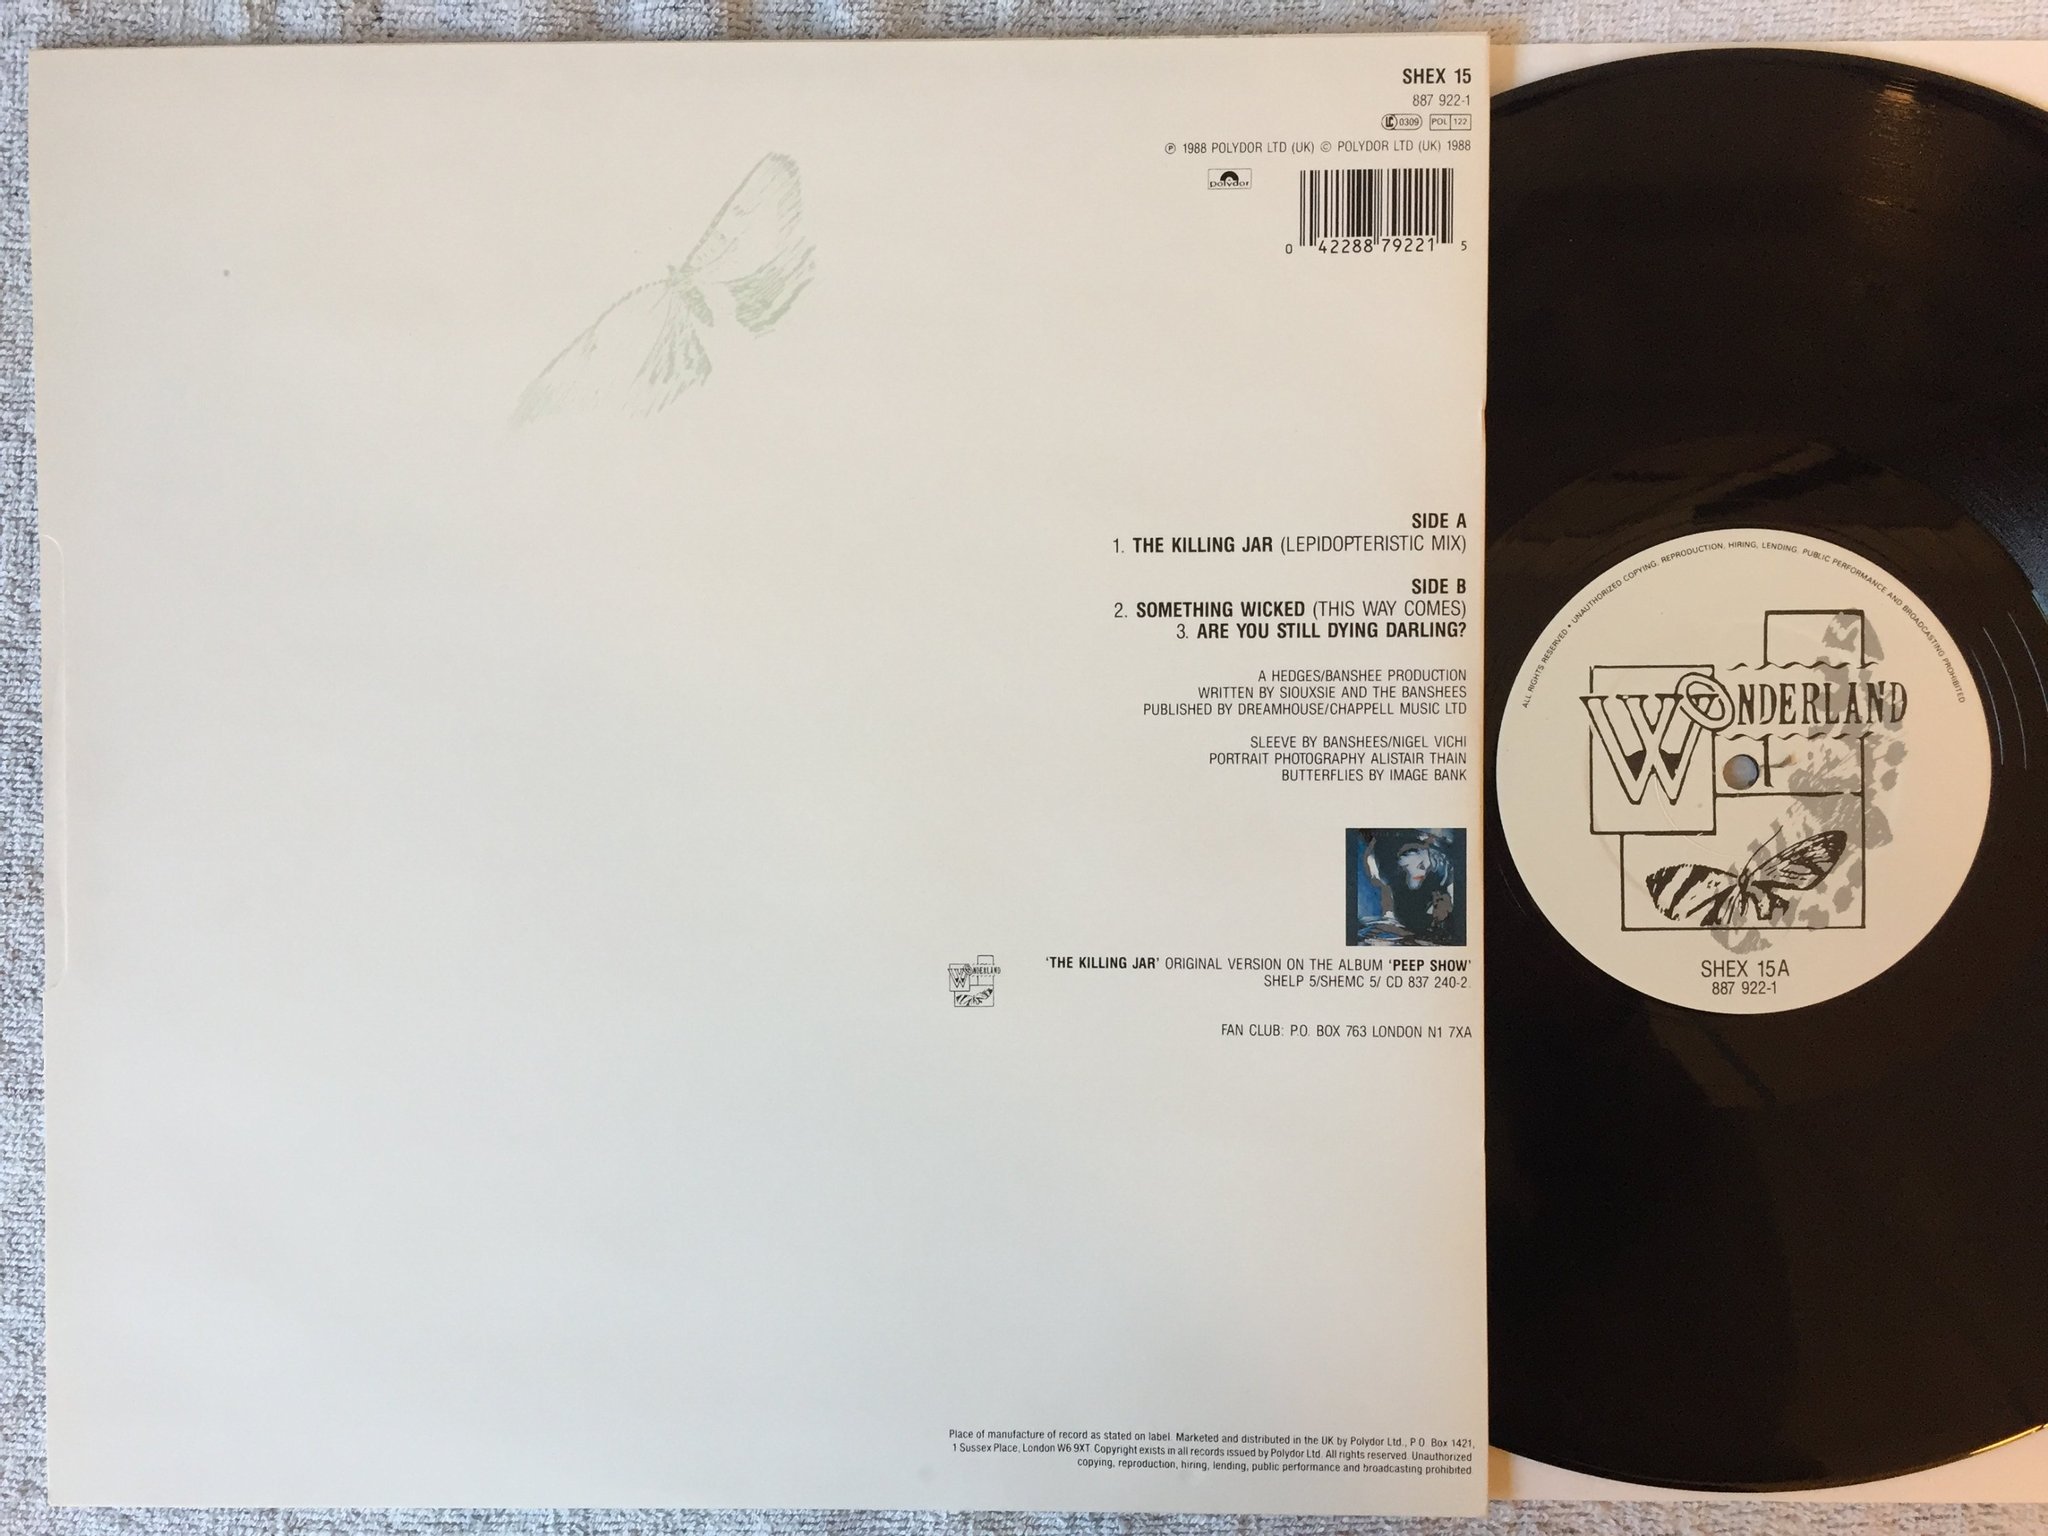 SHEX 15
887 922-1
LC 0309 POL 122
℗ 1988 POLYDOR LTD (UK) © POLYDOR LTD (UK) 1988
polydor
0 42288 79221 5
SIDE A
1. THE KILLING JAR (LEPIDOPTERISTIC MIX)
SIDE B
2. SOMETHING WICKED (THIS WAY COMES)
3. ARE YOU STILL DYING DARLING?
A HEDGES/BANSHEE PRODUCTION
WRITTEN BY SIOUXSIE AND THE BANSHEES
PUBLISHED BY DREAMHOUSE/CHAPPELL MUSIC LTD
SLEEVE BY BANSHEES/NIGEL VICHI
PORTRAIT PHOTOGRAPHY ALISTAIR THAIN
BUTTERFLIES BY IMAGE BANK
WONDERLAND
'THE KILLING JAR' ORIGINAL VERSION ON THE ALBUM 'PEEP SHOW'
SHELP 5/SHEMC 5/ CD 837 240-2.
FAN CLUB: P.O. BOX 763 LONDON N1 7XA
Place of manufacture of record as stated on label. Marketed and distributed in the UK by Polydor Ltd., P.O. Box 1421,
1 Sussex Place, London W6 9XT. Copyright exists in all records issued by Polydor Ltd. All rights reserved. Unauthorized
copying, reproduction, hiring, lending, public performance and broadcasting prohibited.
ALL RIGHTS RESERVED • UNAUTHORIZED COPYING, REPRODUCTION, HIRING, LENDING, PUBLIC PERFORMANCE AND BROADCASTING PROHIBITED
WONDERLAND
SHEX 15A
887 922-1